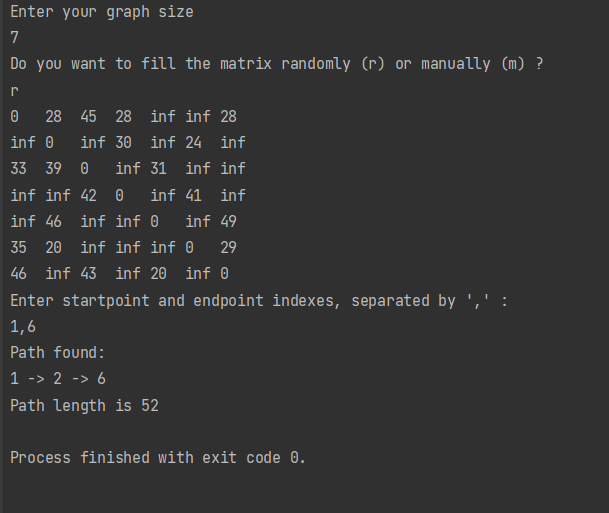 Enter your graph size
7
Do you want to fill the matrix randomly (r) or manually (m) ?
r
0   28  45  28  inf inf 28
inf 0   inf 30  inf 24  inf
33  39  0   inf 31  inf inf
inf inf 42  0   inf 41  inf
inf 46  inf inf 0   inf 49
35  20  inf inf inf 0   29
46  inf 43  inf 20  inf 0
Enter startpoint and endpoint indexes, separated by ',' :
1,6
Path found:
1 -> 2 -> 6
Path length is 52
Process finished with exit code 0.